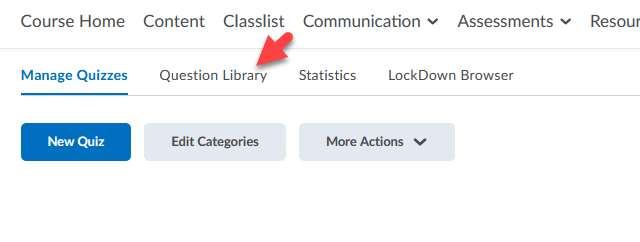 Course Home Content Classlist Communication Assessments Resour
Manage Quizzes Question Library Statistics LockDown Browser
New Quiz Edit Categories More Actions